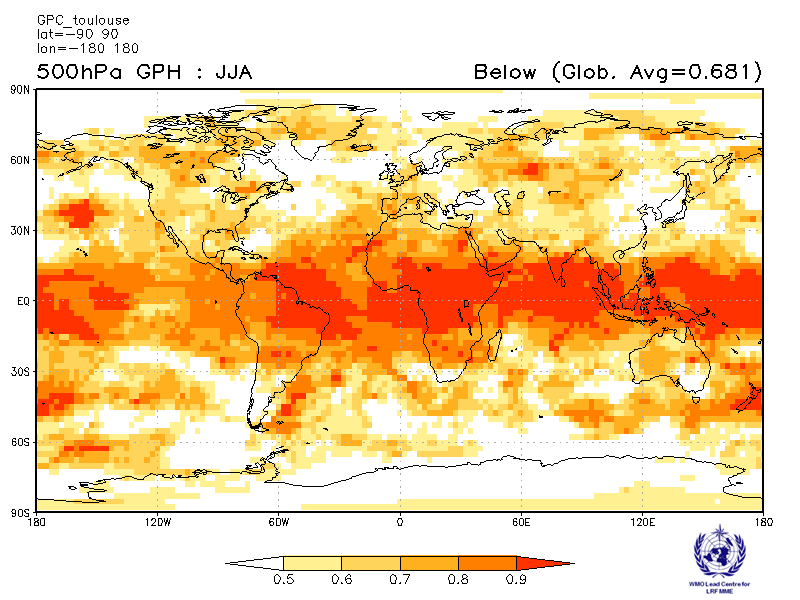 GPC_toulouse
lat=-90 90
lon=-180 180
500hPa GPH : JJA Below (Glob. Avg=0.681)
90N
60N
30N
EQ
30S
60S
90S
180 120W 60W 0 60E 120E 180
0.5 0.6 0.7 0.8 0.9
WMO Lead Centre for
LRF MME